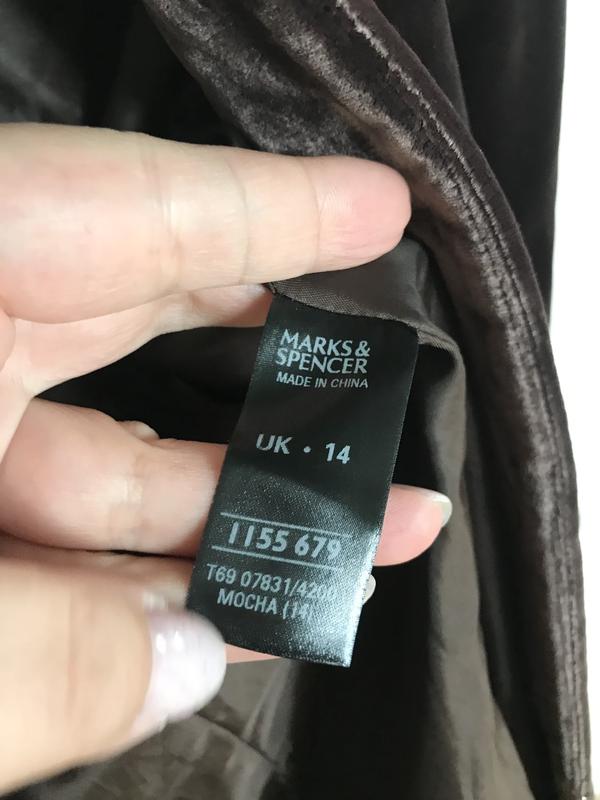 MARKS &
SPENCER
MADE IN CHINA
UK • 14
1155 679
T69 07831/4200
MOCHA (14)